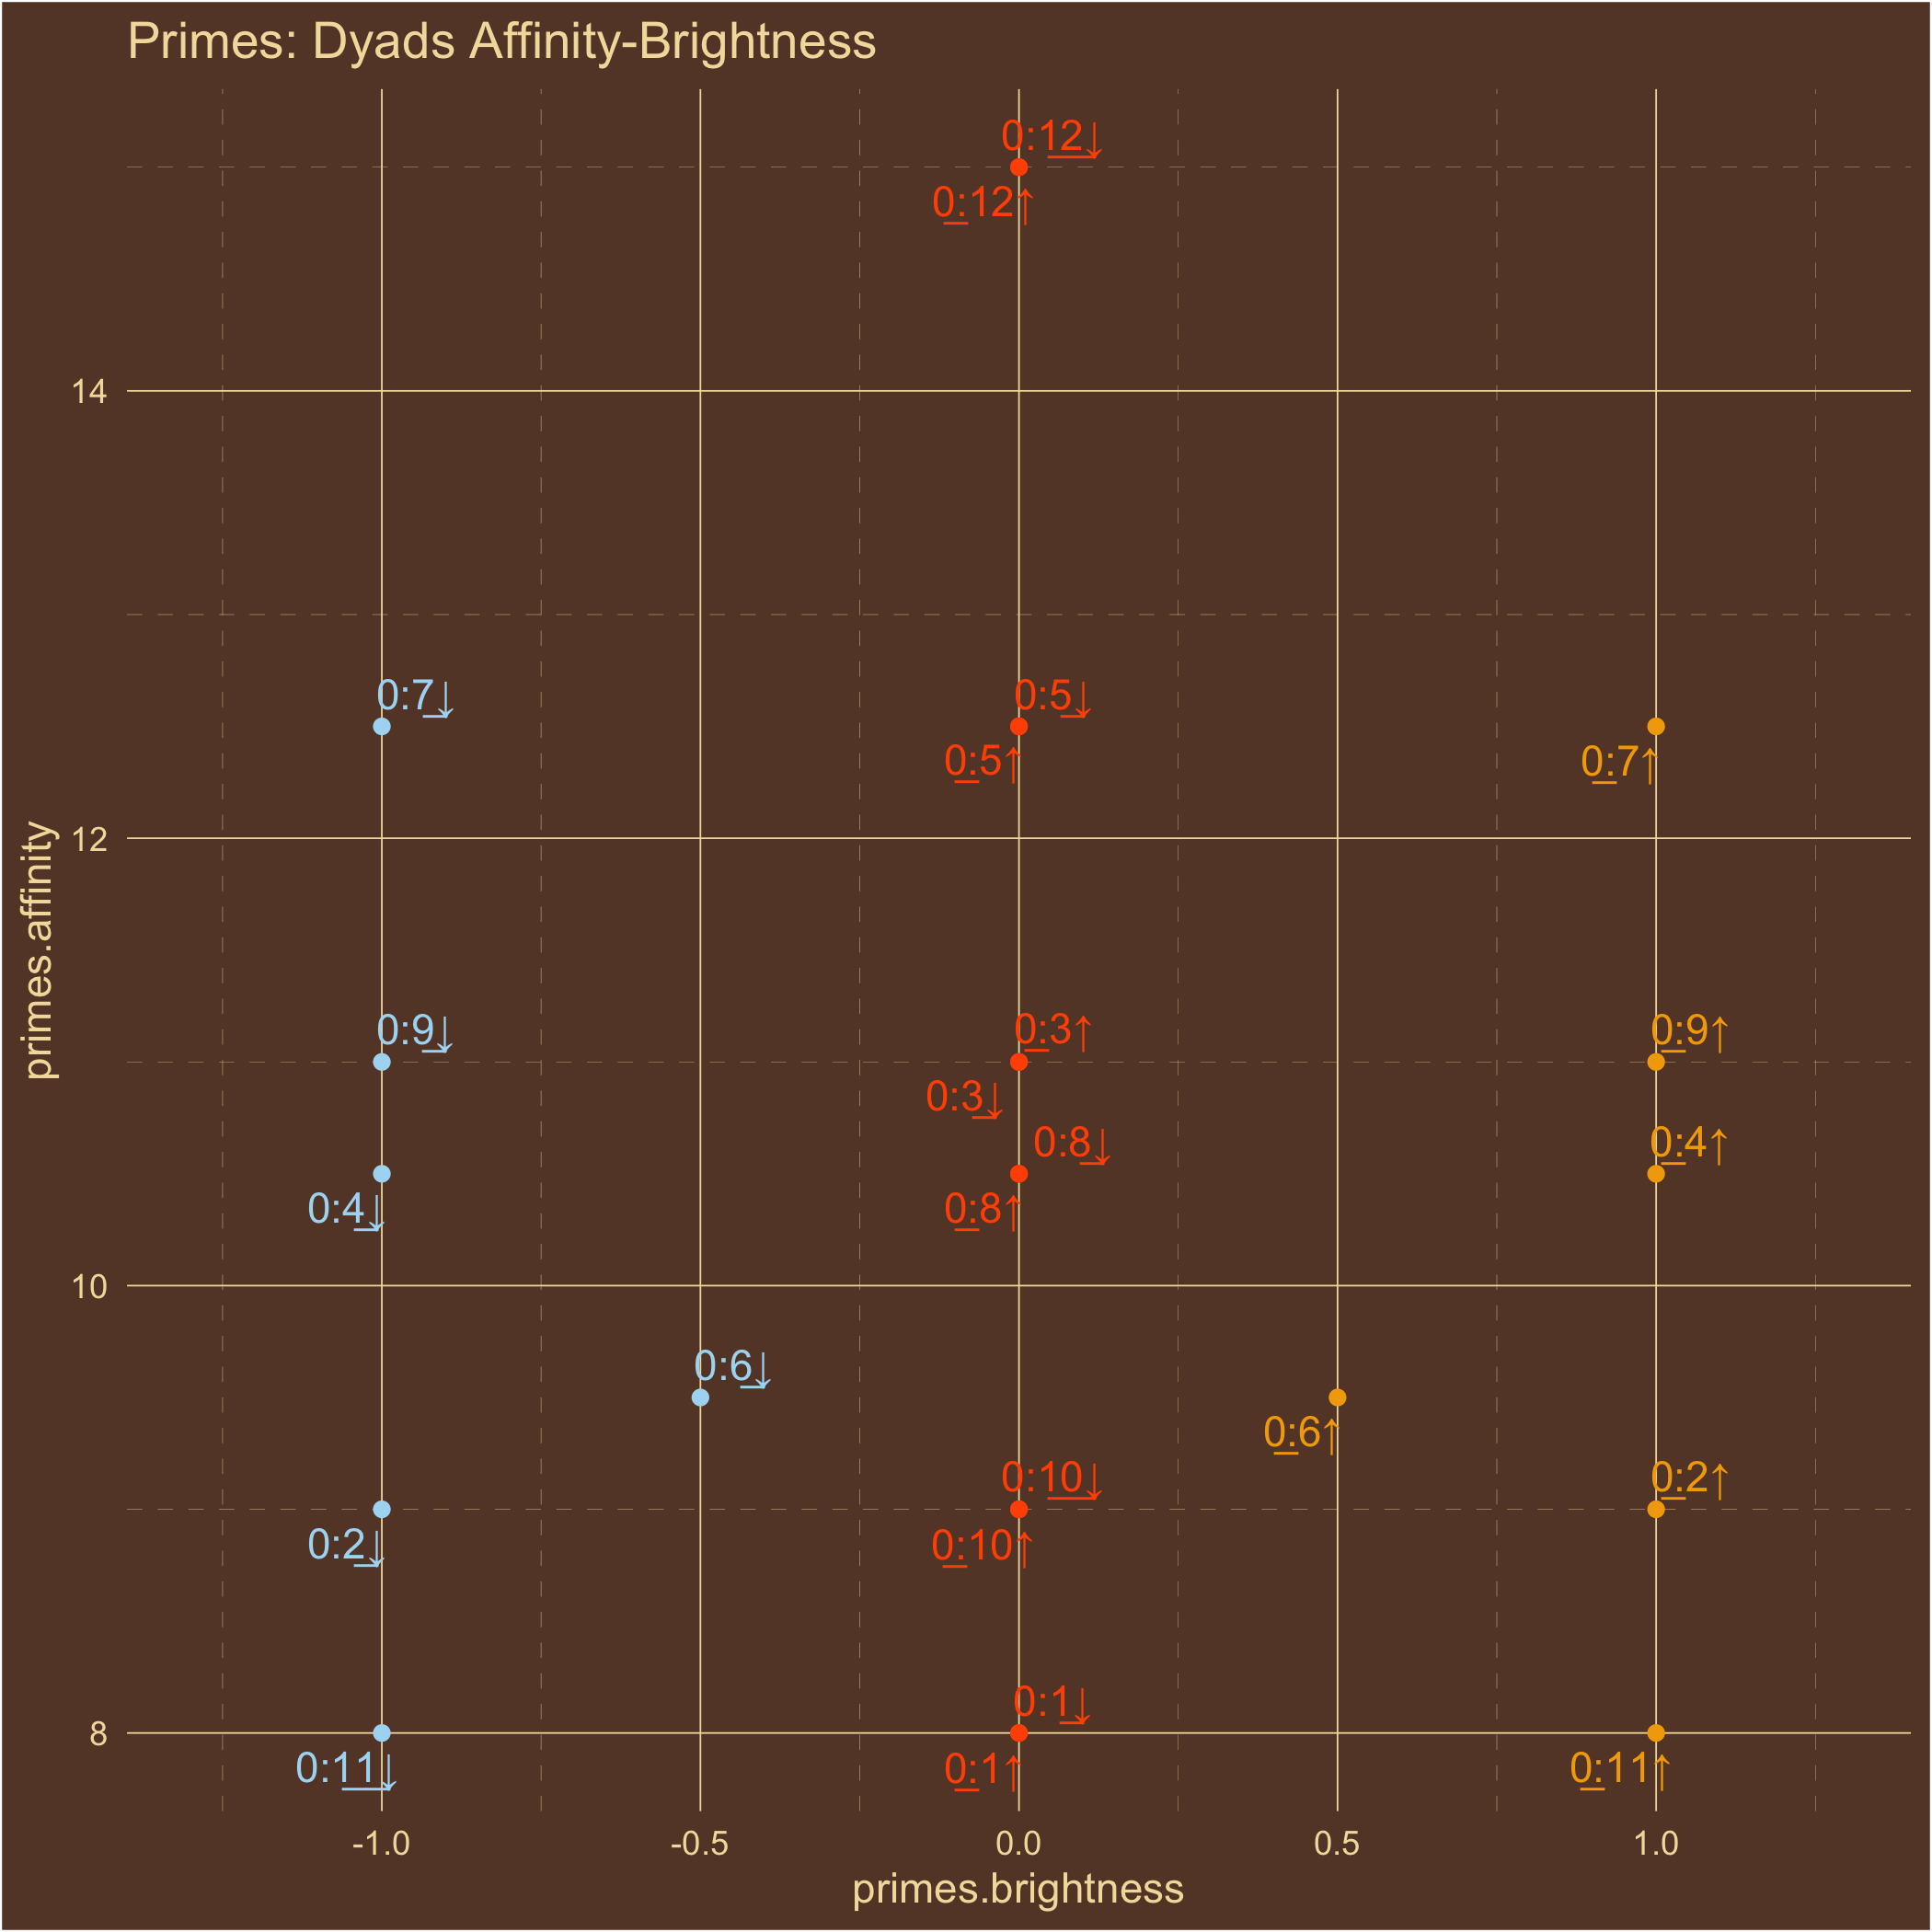 Primes: Dyads Affinity-Brightness
0:12↓
0:12↑
14
0:7↓ 0:5↓
0:5↑ 0:7↑
12
primes.affinity
0:9↓ 0:3↑ 0:9↑
0:3↓
0:8↓ 0:4↑
0:4↓ 0:8↑
10
0:6↓
0:6↑
0:10↓ 0:2↑
0:2↓ 0:10↑
0:1↓
8
0:11↓ 0:1↑ 0:11↑
-1.0 -0.5 0.0 0.5 1.0
primes.brightness